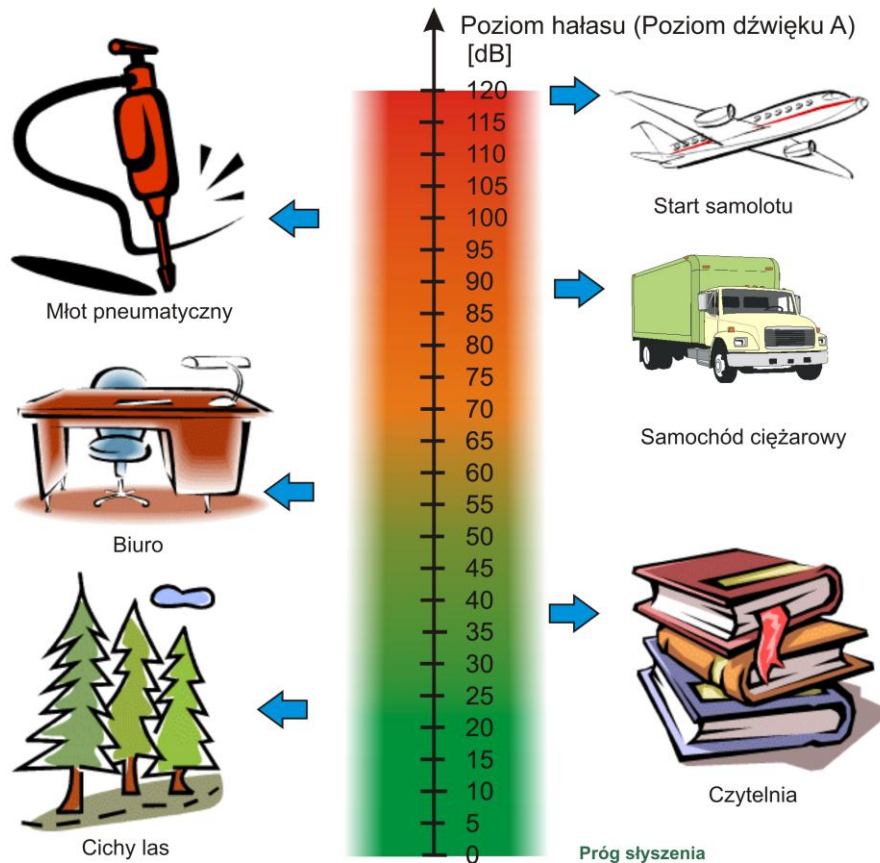 Poziom hałasu (Poziom dźwięku A)
[dB]
120
115
110
105
100
95
90
85
80
75
70
65
60
55
50
45
40
35
30
25
20
15
10
5
0
Start samolotu
Młot pneumatyczny
Samochód ciężarowy
Biuro
Czytelnia
Cichy las
Próg słyszenia